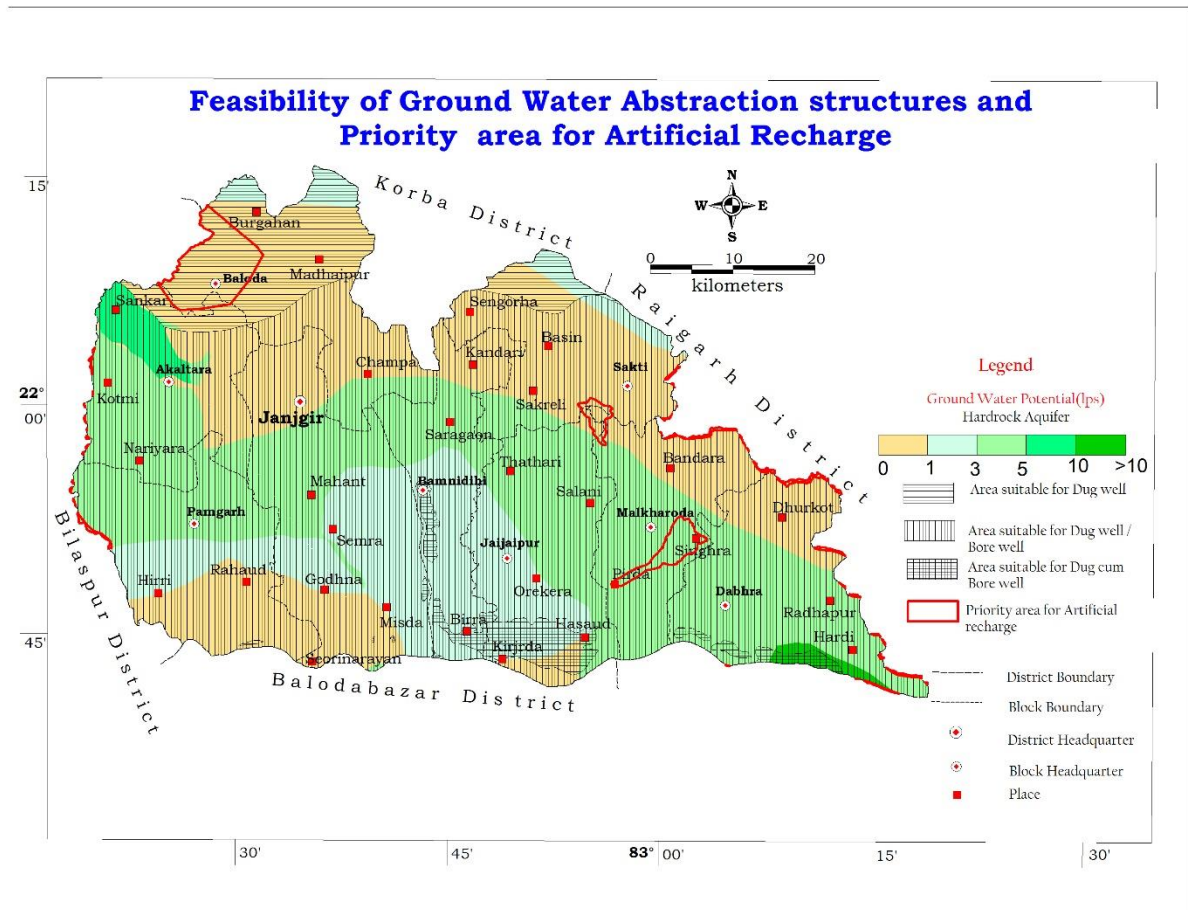 Feasibility of Ground Water Abstraction structures and
Priority area for Artificial Recharge
15'
Korba District
N
W E
S
0 10 20
kilometers
Burgahan
Madhaipur
Baloda
Sankar
Sengorha
Raigarh District
Basin
Kandari
Champa
Sakti
Akaltara
Kotmi
22°
00'
Janjgir
Sakreli
Saragaon
Nariyara
Thathari
Bandara
Mahant
Bamnidihi
Salani
Dhurkot
Pamgarh
Malkharoda
Semra
Jaijaipur
Singhra
Bilaspur District
Hirri
Rahaud
Godhna
Orekera
Pirda
Dabhra
Radhapur
Misda
Birra
Hasaud
Hardi
45'
Seorinarayan
Kirjrda
Balodabazar District
Legend
Ground Water Potential(lps)
Hardrock Aquifer
0 1 3 5 10 >10
Area suitable for Dug well
Area suitable for Dug well /
Bore well
Area suitable for Dug cum
Bore well
Priority area for Artificial
recharge
District Boundary
Block Boundary
District Headquarter
Block Headquarter
Place
30' 45' 83° 00' 15' 30'